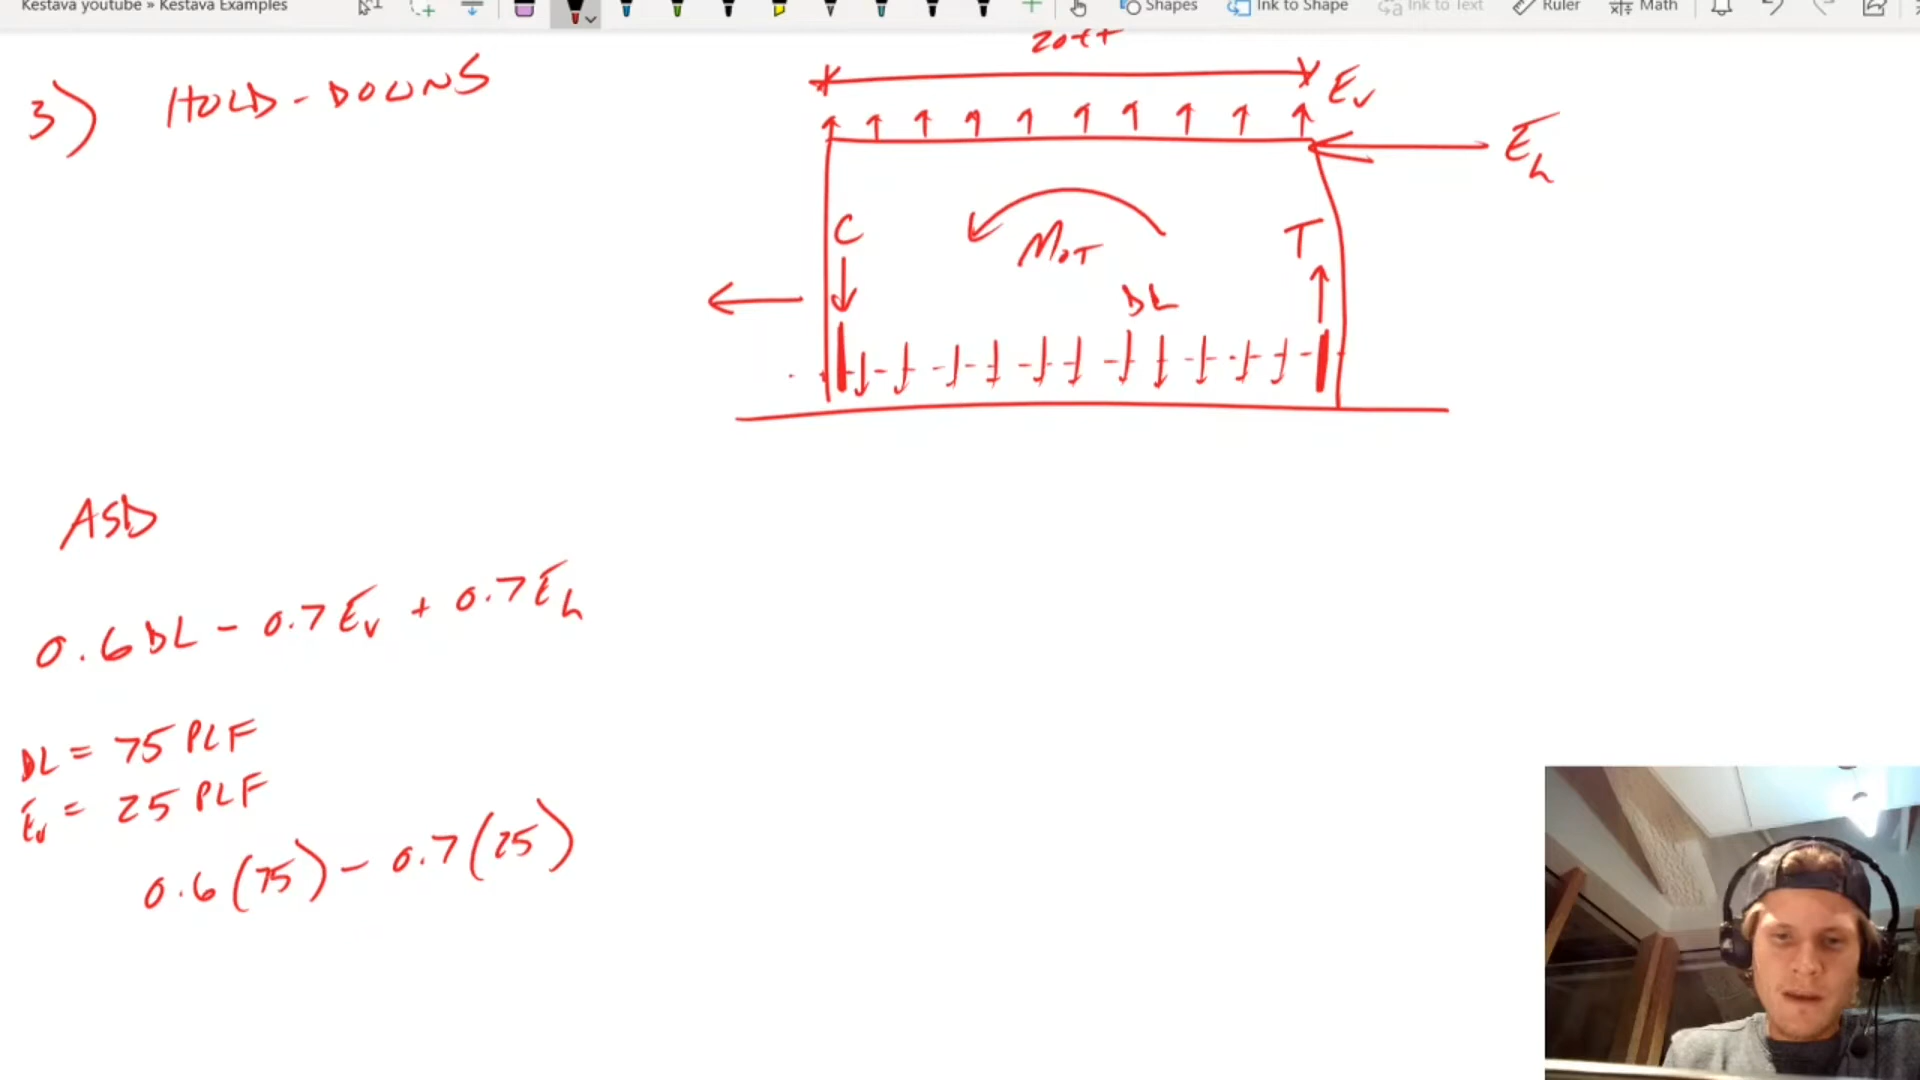 Kestava youtube » Kestava Examples
Shapes
Ink to Shape
Ink to Text
Ruler
Math
3) HOLD-DOWNS
20FT
Ev
Eh
C
MOT
T
DL
ASD
0.6DL - 0.7Ev + 0.7Eh
DL = 75 PLF
Ev = 25 PLF
0.6(75) - 0.7(25)